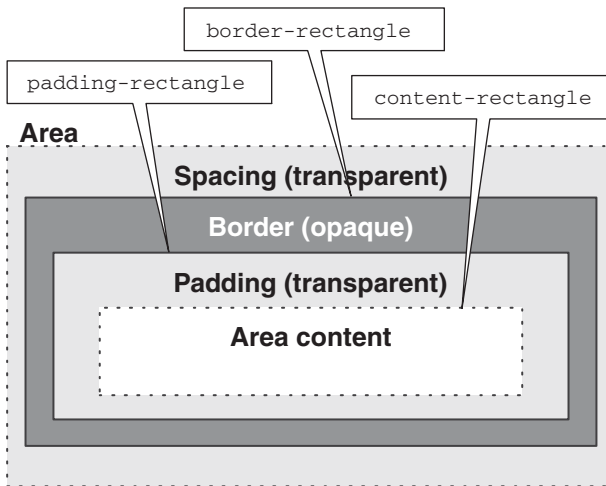 border-rectangle
padding-rectangle
content-rectangle
Area
Spacing (transparent)
Border (opaque)
Padding (transparent)
Area content